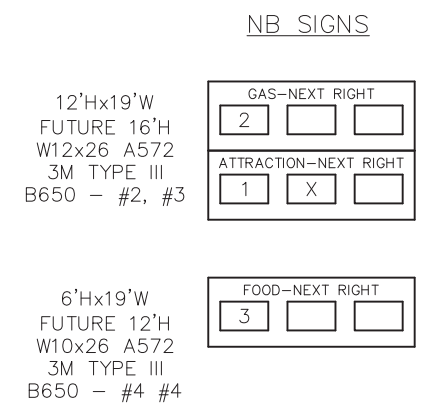 NB SIGNS
12'Hx19'W
FUTURE 16'H
W12x26 A572
3M TYPE III
B650 – #2, #3
GAS–NEXT RIGHT
2
ATTRACTION–NEXT RIGHT
1 X
6'Hx19'W
FUTURE 12'H
W10x26 A572
3M TYPE III
B650 – #4 #4
FOOD–NEXT RIGHT
3